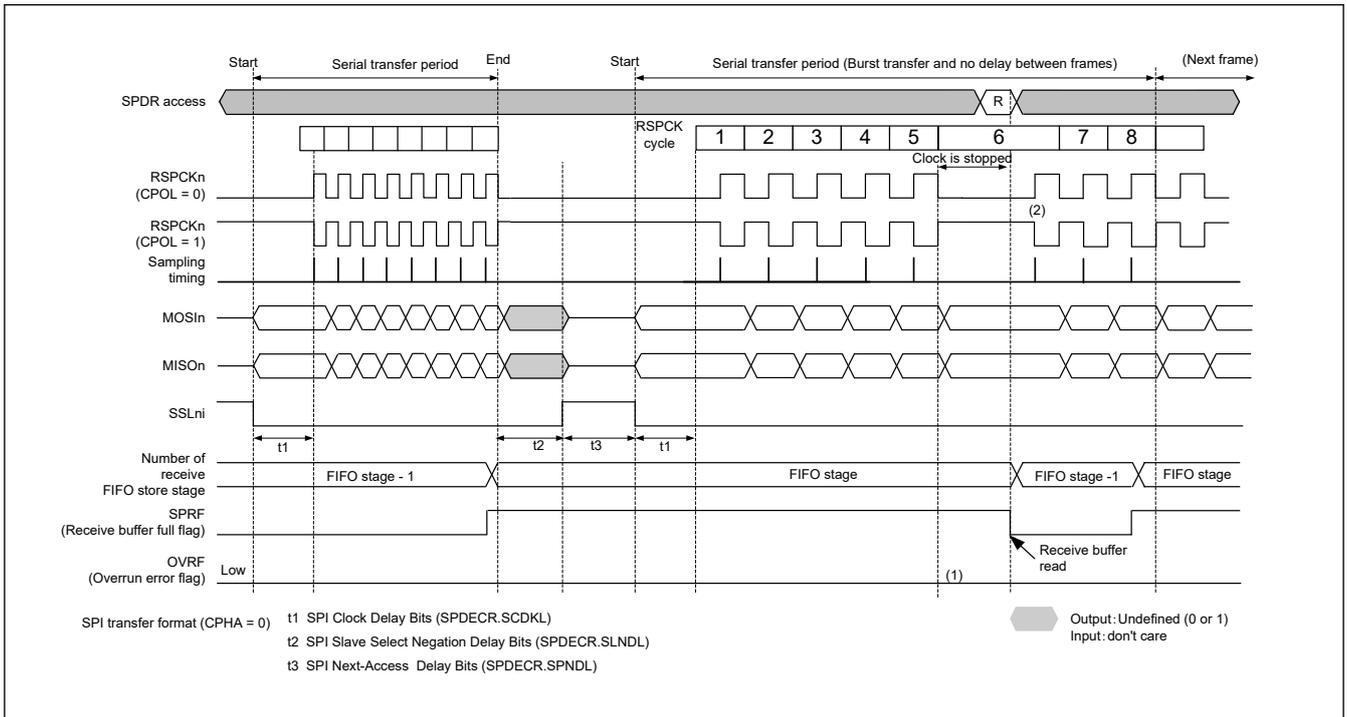 Start
Serial transfer period
End
Start
Serial transfer period (Burst transfer and no delay between frames)
(Next frame)
SPDR access
R
RSPCK
cycle
1 2 3 4 5 6 7 8
Clock is stopped
RSPCKn
(CPOL = 0)
(2)
RSPCKn
(CPOL = 1)
Sampling
timing
MOSIn
MISOn
SSLni
t1 t2 t3 t1
Number of
receive
FIFO store stage
FIFO stage - 1
FIFO stage
FIFO stage -1
FIFO stage
SPRF
(Receive buffer full flag)
Receive buffer
read
OVRF
(Overrun error flag)
Low
(1)
SPI transfer format (CPHA = 0)
t1 SPI Clock Delay Bits (SPDECR.SCDKL)
t2 SPI Slave Select Negation Delay Bits (SPDECR.SLNDL)
t3 SPI Next-Access Delay Bits (SPDECR.SPNDL)
Output:Undefined (0 or 1)
Input:don't care